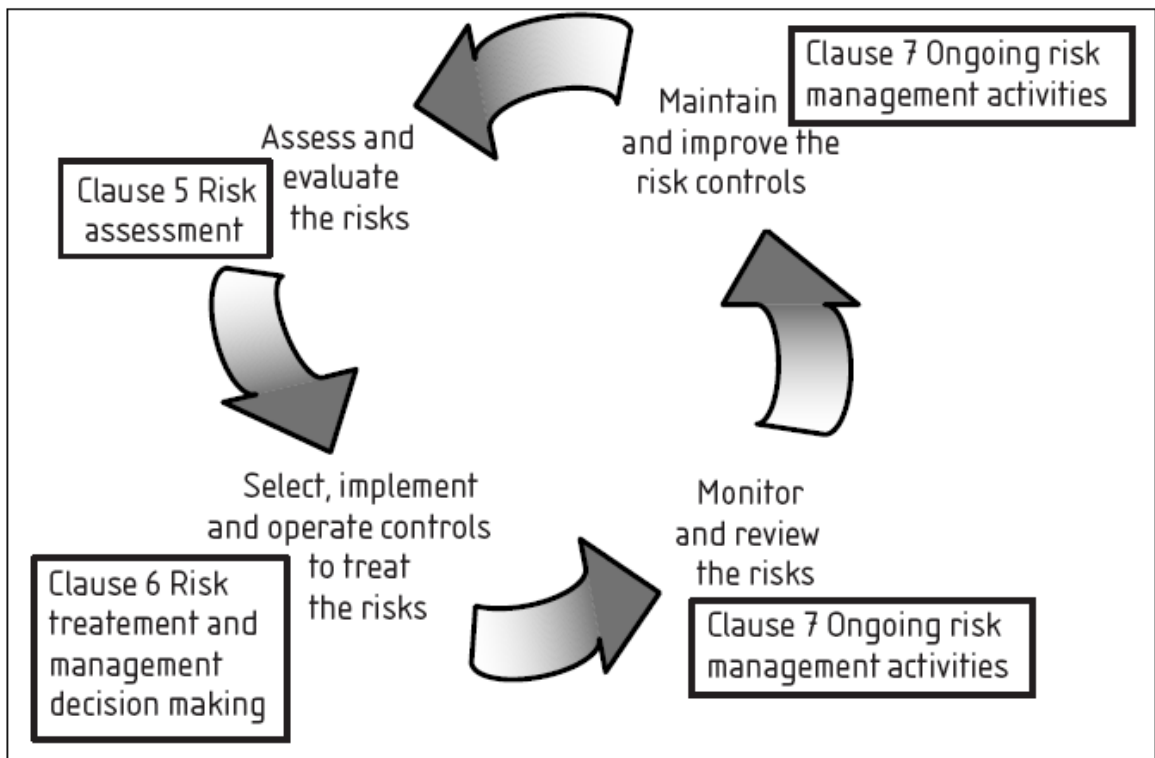 Clause 7 Ongoing risk
management activities
Maintain
and improve the
risk controls
Assess and
evaluate
the risks
Clause 5 Risk
assessment
Select, implement
and operate controls
to treat
the risks
Clause 6 Risk
treatement and
management
decision making
Monitor
and review
the risks
Clause 7 Ongoing risk
management activities